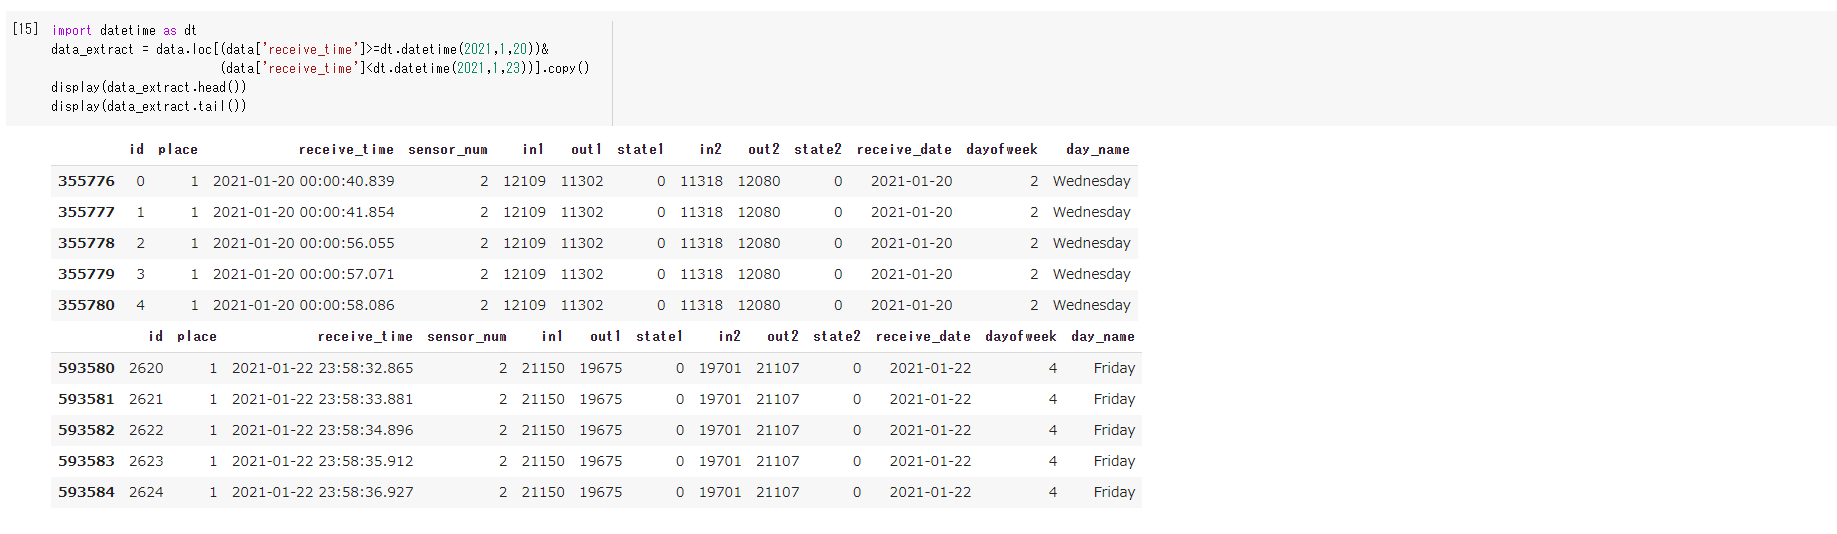 [15] import datetime as dt
data_extract = data.loc[(data['receive_time']>=dt.datetime(2021,1,20))&
(data['receive_time']<dt.datetime(2021,1,23))].copy()
display(data_extract.head())
display(data_extract.tail())
id place receive_time sensor_num in1 out1 state1 in2 out2 state2 receive_date dayofweek day_name
355776 0 1 2021-01-20 00:00:40.839 2 12109 11302 0 11318 12080 0 2021-01-20 2 Wednesday
355777 1 1 2021-01-20 00:00:41.854 2 12109 11302 0 11318 12080 0 2021-01-20 2 Wednesday
355778 2 1 2021-01-20 00:00:56.055 2 12109 11302 0 11318 12080 0 2021-01-20 2 Wednesday
355779 3 1 2021-01-20 00:00:57.071 2 12109 11302 0 11318 12080 0 2021-01-20 2 Wednesday
355780 4 1 2021-01-20 00:00:58.086 2 12109 11302 0 11318 12080 0 2021-01-20 2 Wednesday
id place receive_time sensor_num in1 out1 state1 in2 out2 state2 receive_date dayofweek day_name
593580 2620 1 2021-01-22 23:58:32.865 2 21150 19675 0 19701 21107 0 2021-01-22 4 Friday
593581 2621 1 2021-01-22 23:58:33.881 2 21150 19675 0 19701 21107 0 2021-01-22 4 Friday
593582 2622 1 2021-01-22 23:58:34.896 2 21150 19675 0 19701 21107 0 2021-01-22 4 Friday
593583 2623 1 2021-01-22 23:58:35.912 2 21150 19675 0 19701 21107 0 2021-01-22 4 Friday
593584 2624 1 2021-01-22 23:58:36.927 2 21150 19675 0 19701 21107 0 2021-01-22 4 Friday